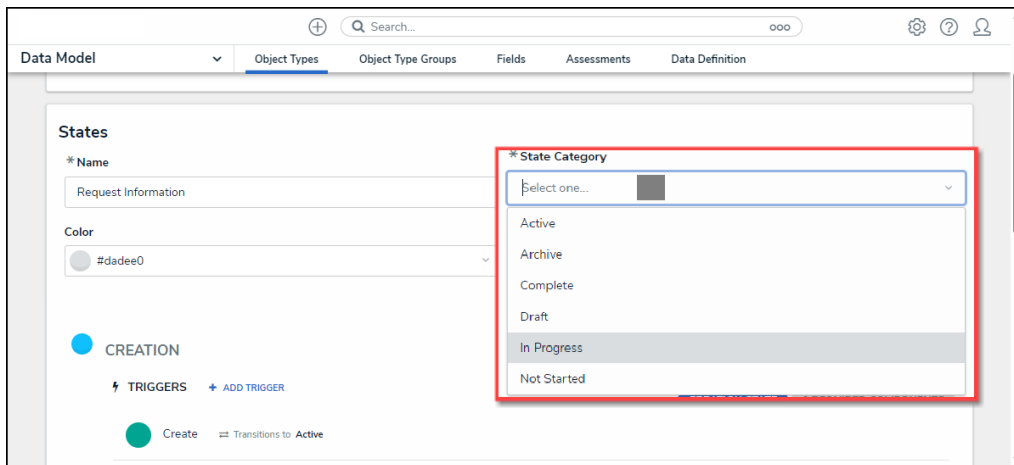 Search...
ooo
Data Model
Object Types
Object Type Groups
Fields
Assessments
Data Definition
States
* Name
* State Category
Request Information
Select one...
Active
Archive
Complete
Draft
In Progress
Not Started
Color
#dadee0
CREATION
TRIGGERS + ADD TRIGGER
Create Transitions to Active